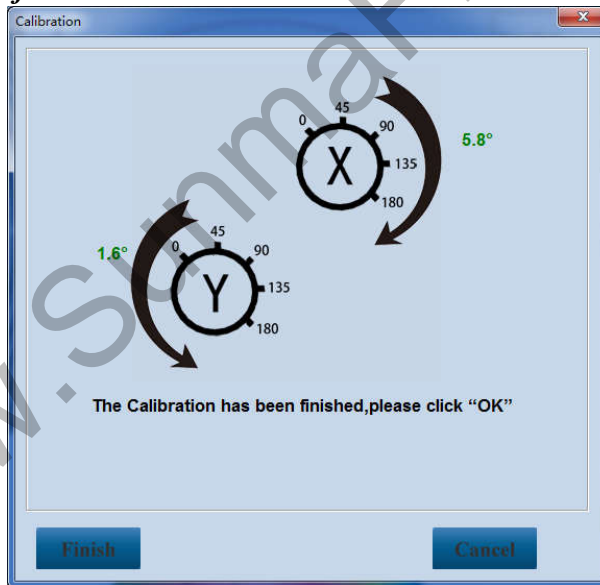 Calibration
45
0
90
X
135
180
5.8°
1.6°
45
0
90
Y
135
180
The Calibration has been finished,please click “OK”
Finish
Cancel